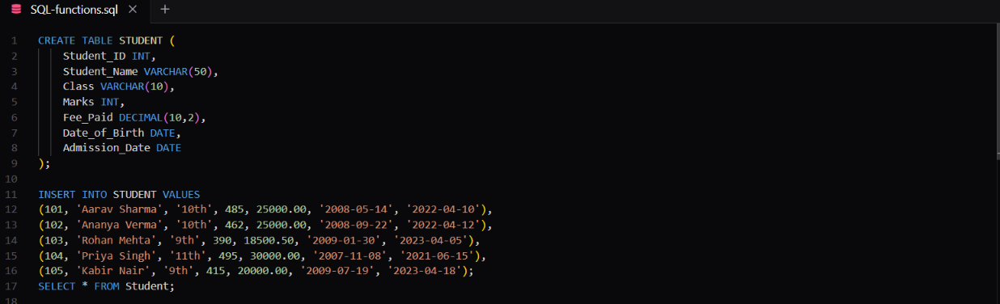 SQL-functions.sql × +
1 CREATE TABLE STUDENT (
2 Student_ID INT,
3 Student_Name VARCHAR(50),
4 Class VARCHAR(10),
5 Marks INT,
6 Fee_Paid DECIMAL(10,2),
7 Date_of_Birth DATE,
8 Admission_Date DATE
9 );
10
11 INSERT INTO STUDENT VALUES
12 (101, 'Aarav Sharma', '10th', 485, 25000.00, '2008-05-14', '2022-04-10'),
13 (102, 'Ananya Verma', '10th', 462, 25000.00, '2008-09-22', '2022-04-12'),
14 (103, 'Rohan Mehta', '9th', 390, 18500.50, '2009-01-30', '2023-04-05'),
15 (104, 'Priya Singh', '11th', 495, 30000.00, '2007-11-08', '2021-06-15'),
16 (105, 'Kabir Nair', '9th', 415, 20000.00, '2009-07-19', '2023-04-18');
17 SELECT * FROM Student;
18